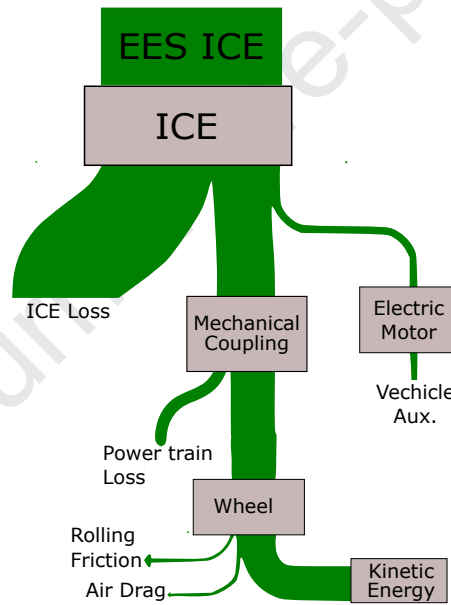 EES ICE
ICE
ICE Loss
Mechanical
Coupling
Electric
Motor
Vechicle
Aux.
Power train
Loss
Wheel
Rolling
Friction
Air Drag
Kinetic
Energy